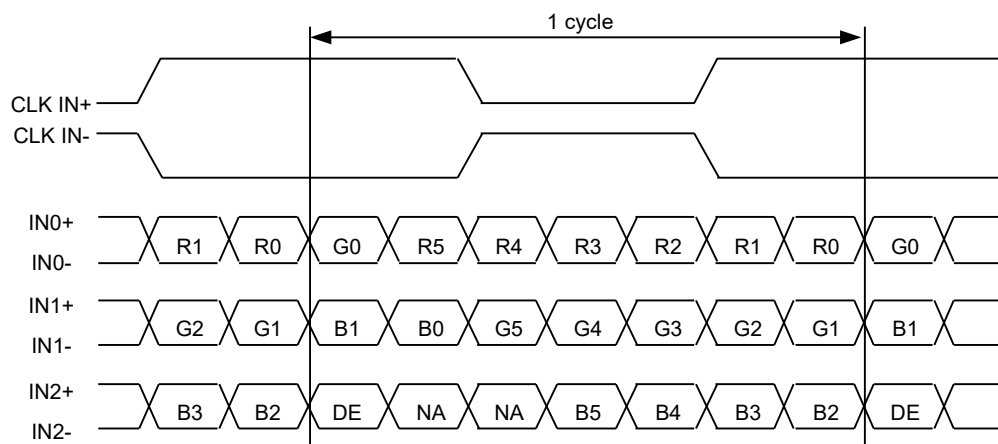 1 cycle
CLK IN+
CLK IN-
IN0+
R1 R0 G0 R5 R4 R3 R2 R1 R0 G0
IN0-
IN1+
G2 G1 B1 B0 G5 G4 G3 G2 G1 B1
IN1-
IN2+
B3 B2 DE NA NA B5 B4 B3 B2 DE
IN2-